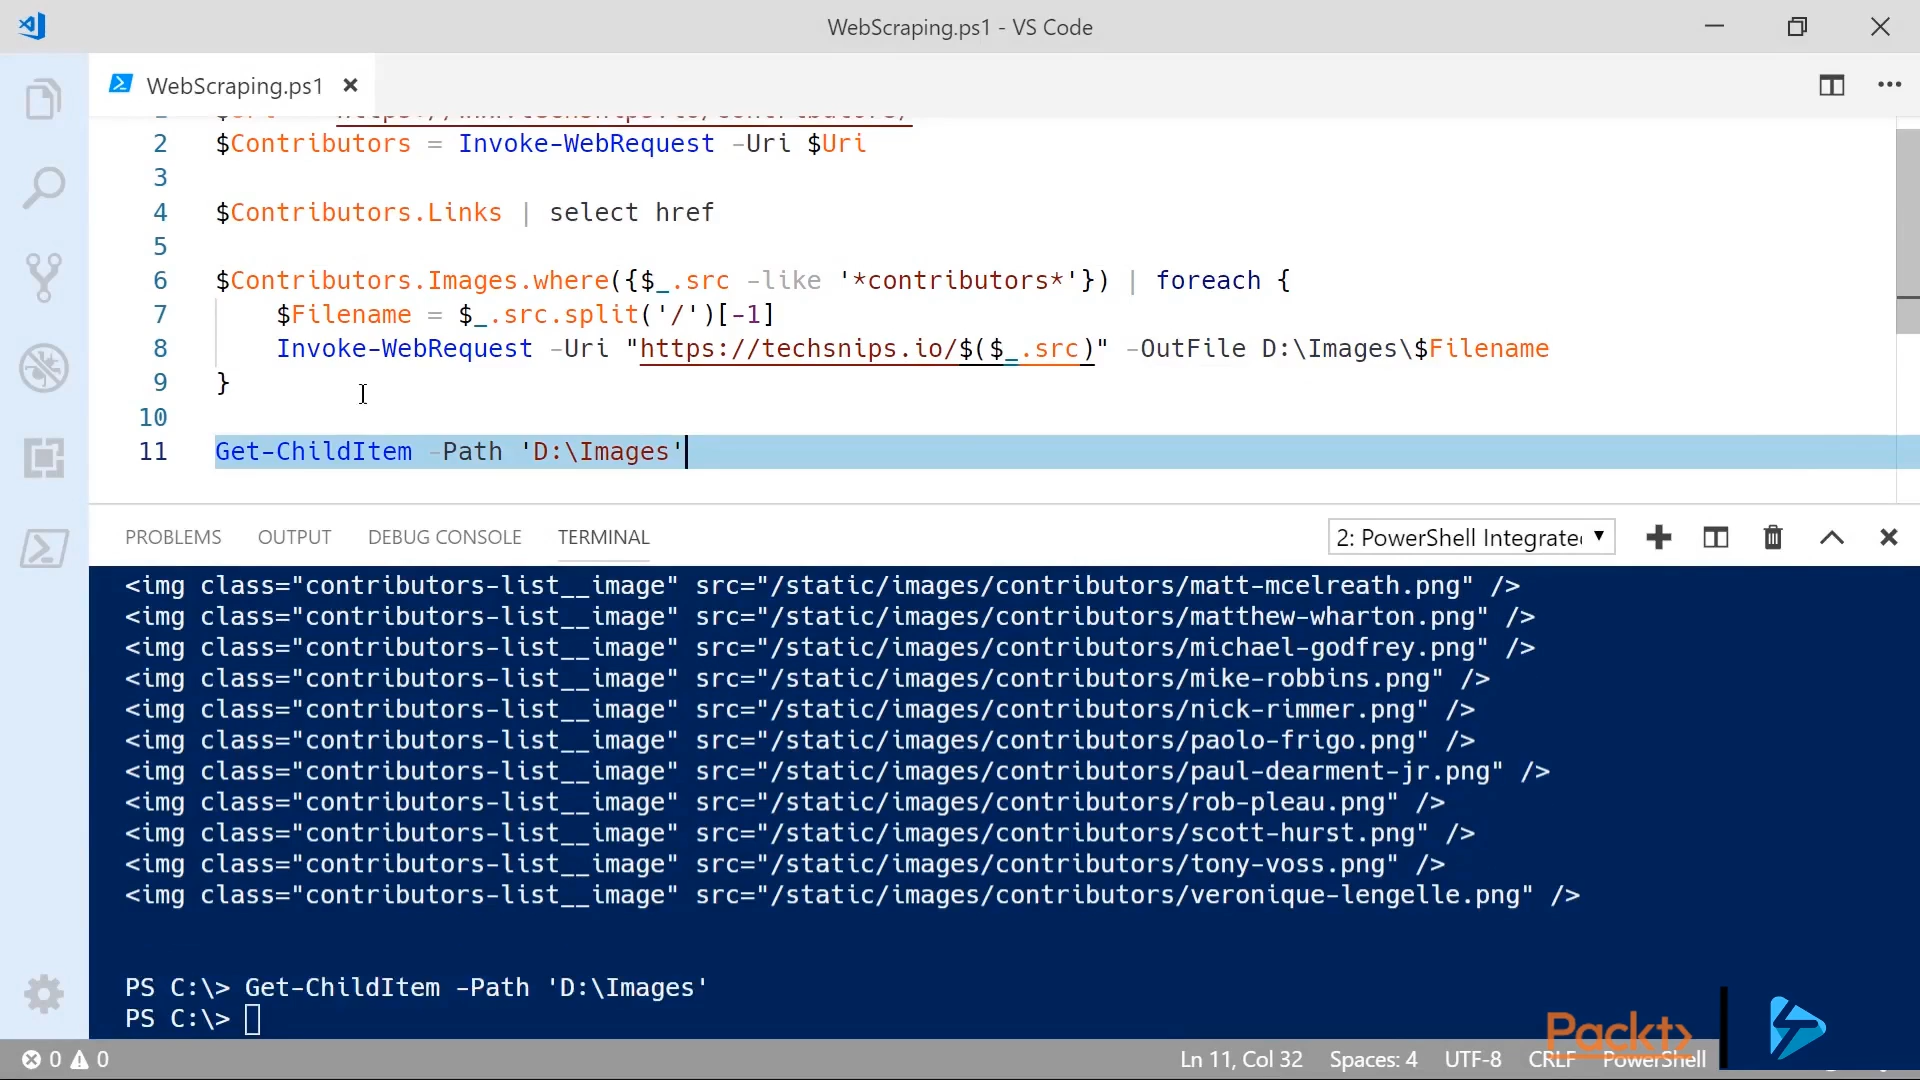 WebScraping.ps1 - VS Code
WebScraping.ps1
2 $Contributors = Invoke-WebRequest -Uri $Uri
3
4 $Contributors.Links | select href
5
6 $Contributors.Images.where({$_.src -like '*contributors*'}) | foreach {
7 $Filename = $_.src.split('/')[-1]
8 Invoke-WebRequest -Uri "https://techsnips.io/$($_.src)" -OutFile D:\Images\$Filename
9 }
10
11 Get-ChildItem -Path 'D:\Images'
PROBLEMS OUTPUT DEBUG CONSOLE TERMINAL 2: PowerShell Integrate
<img class="contributors-list__image" src="/static/images/contributors/matt-mcelreath.png" />
<img class="contributors-list__image" src="/static/images/contributors/matthew-wharton.png" />
<img class="contributors-list__image" src="/static/images/contributors/michael-godfrey.png" />
<img class="contributors-list__image" src="/static/images/contributors/mike-robbins.png" />
<img class="contributors-list__image" src="/static/images/contributors/nick-rimmer.png" />
<img class="contributors-list__image" src="/static/images/contributors/paolo-frigo.png" />
<img class="contributors-list__image" src="/static/images/contributors/paul-dearment-jr.png" />
<img class="contributors-list__image" src="/static/images/contributors/rob-pleau.png" />
<img class="contributors-list__image" src="/static/images/contributors/scott-hurst.png" />
<img class="contributors-list__image" src="/static/images/contributors/tony-voss.png" />
<img class="contributors-list__image" src="/static/images/contributors/veronique-lengelle.png" />
PS C:\> Get-ChildItem -Path 'D:\Images'
PS C:\>
Packt>
0 0 Ln 11, Col 32 Spaces: 4 UTF-8 CRLF PowerShell